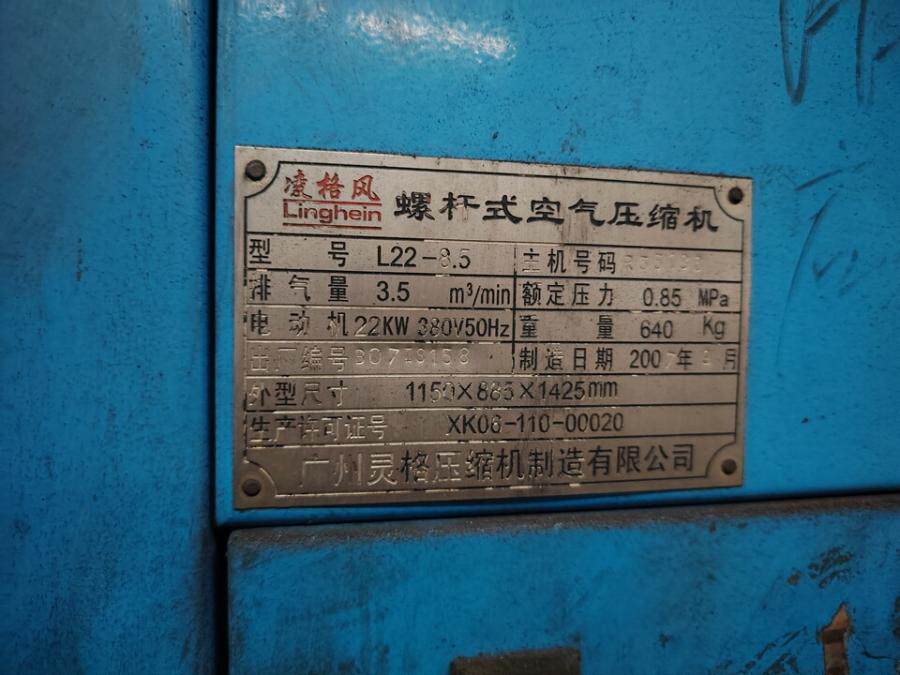 凌格风
Linghein
螺杆式空气压缩机
型号 L22-8.5 主机号码
排气量 3.5 m³/min 额定压力 0.85 MPa
电动机 22KW 380V50Hz 重量 640 Kg
出厂编号 制造日期 200 年 月
外型尺寸 1150×885×1425mm
生产许可证号 XK06-110-00020
广州灵格压缩机制造有限公司